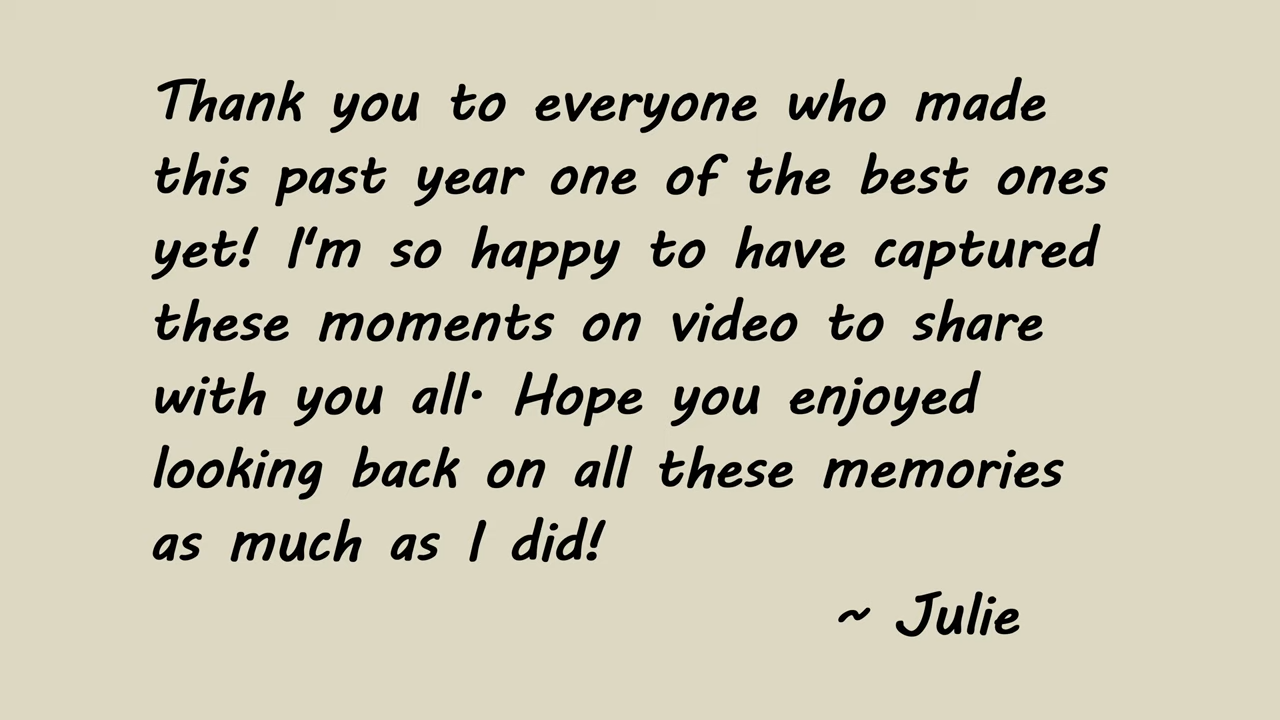 Thank you to everyone who made
this past year one of the best ones
yet! I'm so happy to have captured
these moments on video to share
with you all. Hope you enjoyed
looking back on all these memories
as much as I did!
~ Julie